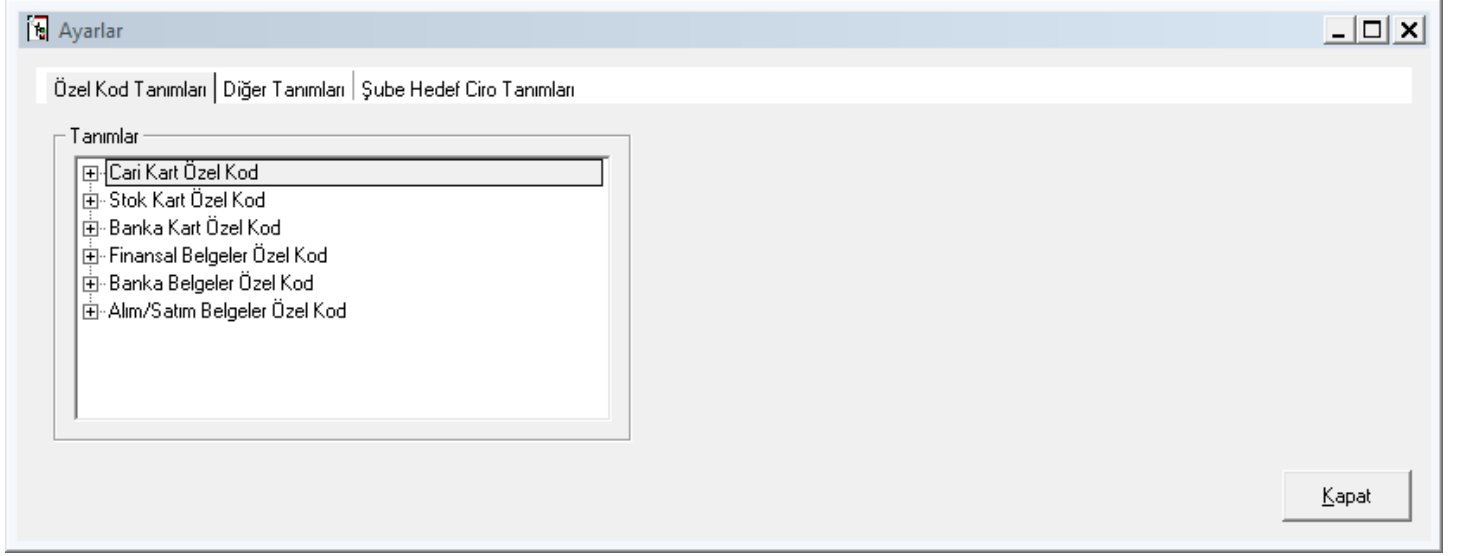 Ayarlar
Özel Kod Tanımları Diğer Tanımları Şube Hedef Ciro Tanımları
Tanımlar
Cari Kart Özel Kod
Stok Kart Özel Kod
Banka Kart Özel Kod
Finansal Belgeler Özel Kod
Banka Belgeler Özel Kod
Alım/Satım Belgeler Özel Kod
Kapat